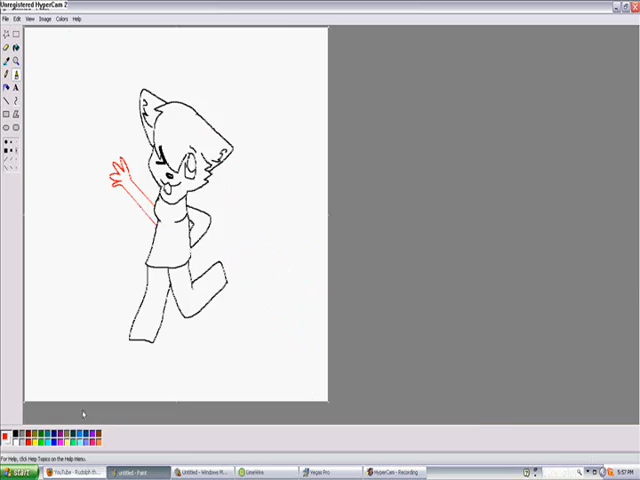 Unregistered HyperCam 2
File Edit View Image Colors Help
A
For Help, click Help Topics on the Help Menu.
Start
YouTube - Rudolph th...
untitled - Paint
Untitled - Windows M...
LimeWire
Vegas Pro
HyperCam - Recording
5:57 PM